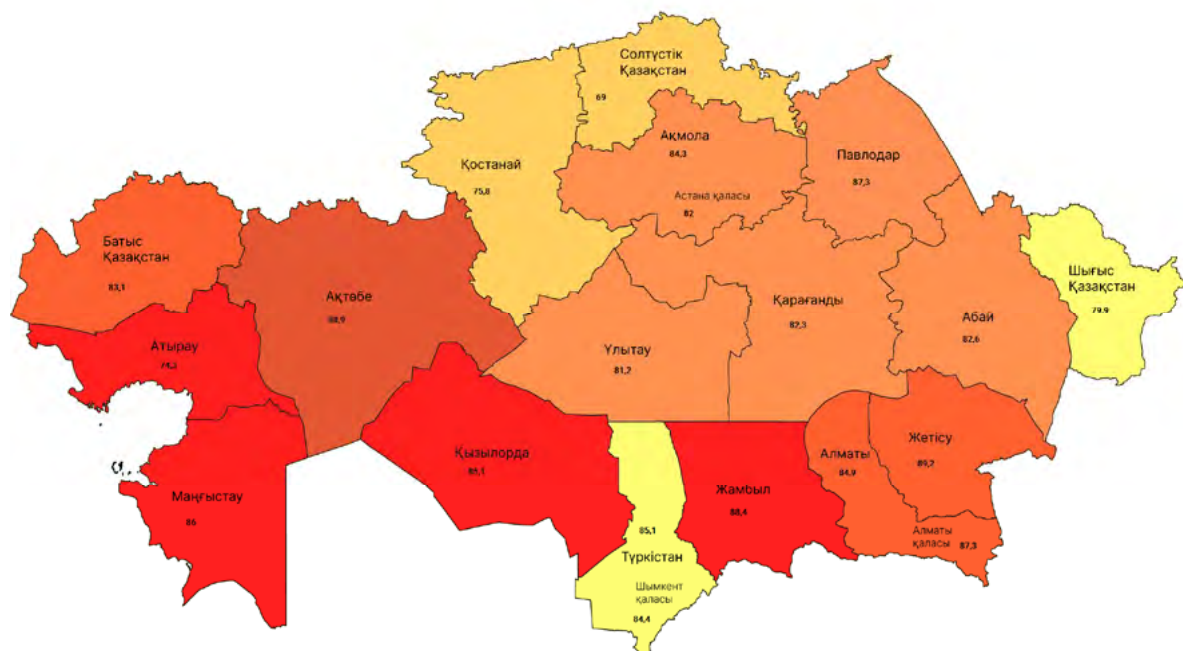 Солтүстік
Қазақстан
69
Ақмола
84,3
Астана қаласы
82
Павлодар
87,3
Қостанай
75,8
Батыс
Қазақстан
83,1
Ақтөбе
88,9
Шығыс
Қазақстан
79,9
Қарағанды
82,3
Абай
82,6
Ұлытау
81,2
Атырау
Маңғыстау
86
Қызылорда
Жамбыл
88,4
Алматы
84,9
Жетісу
89,2
Алматы
қаласы
87,3
85,1
Түркістан
Шымкент
қаласы
84,4